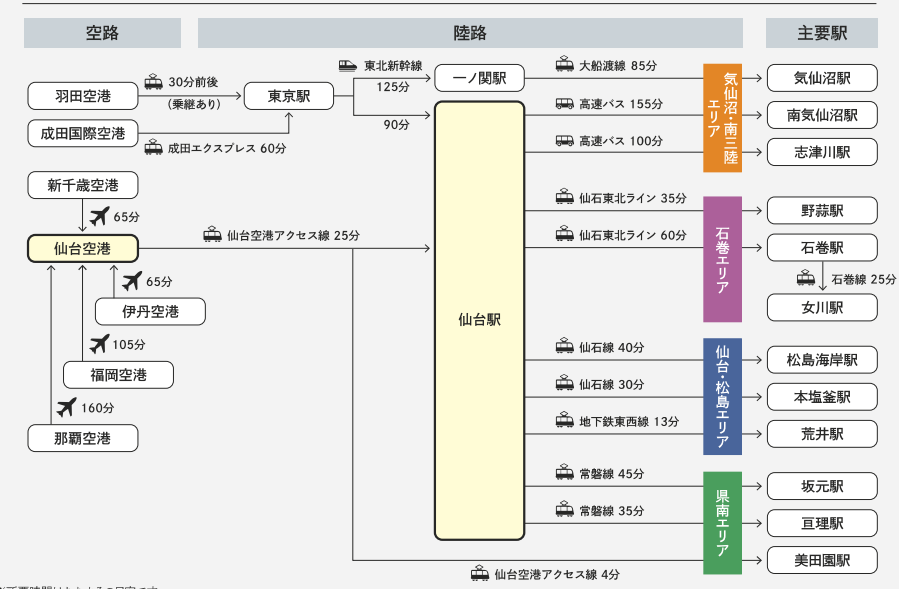 空路
陸路
主要駅
羽田空港
30分前後
(乗継あり)
東京駅
東北新幹線
125分
90分
一ノ関駅
大船渡線 85分
気仙沼・南三陸
エリア
気仙沼駅
成田国際空港
成田エクスプレス 60分
高速バス 155分
南気仙沼駅
高速バス 100分
志津川駅
新千歳空港
65分
仙台空港
仙台空港アクセス線 25分
仙台駅
仙石東北ライン 35分
石巻エリア
野蒜駅
仙石東北ライン 60分
石巻駅
石巻線 25分
女川駅
65分
伊丹空港
105分
福岡空港
160分
那覇空港
仙石線 40分
仙台・松島エリア
松島海岸駅
仙石線 30分
本塩釜駅
地下鉄東西線 13分
荒井駅
常磐線 45分
県南エリア
坂元駅
常磐線 35分
亘理駅
仙台空港アクセス線 4分
美田園駅